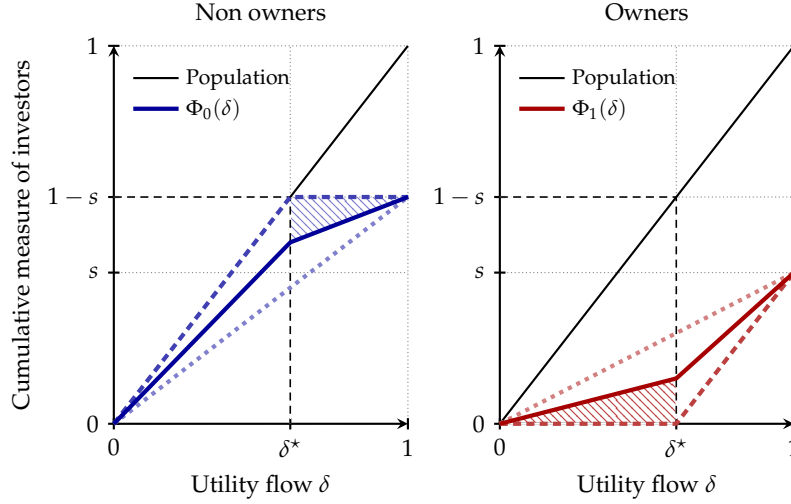 Non owners
Cumulative measure of investors
1
1 − s
s
0
Population
Φ₀(δ)
0
δ⋆
1
Utility flow δ
Owners
1
1 − s
s
0
Population
Φ₁(δ)
0
δ⋆
1
Utility flow δ